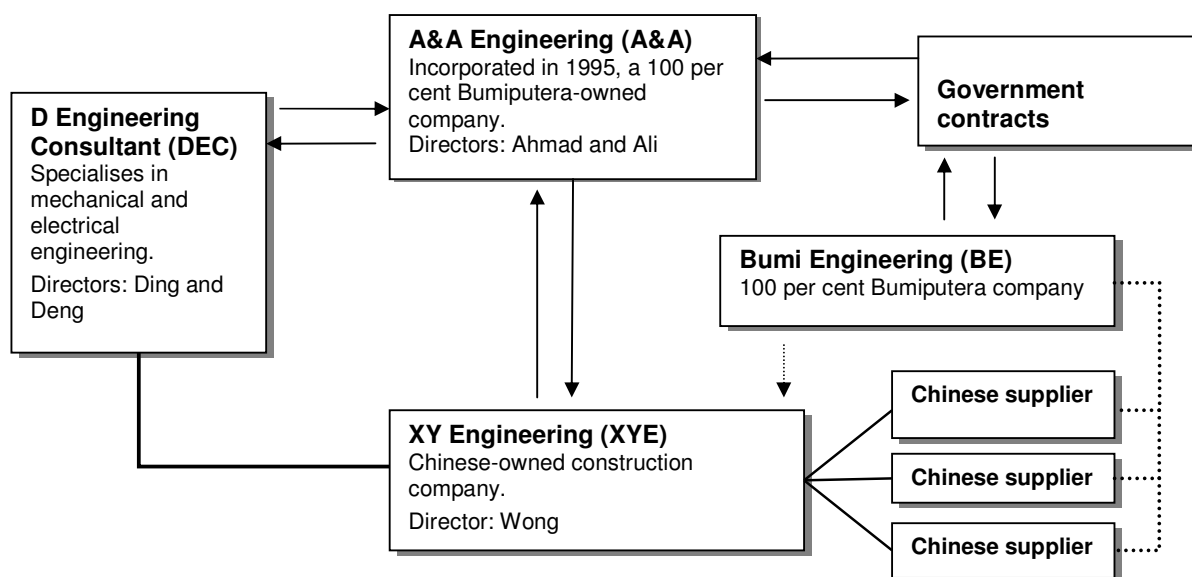 A&A Engineering (A&A)
Incorporated in 1995, a 100 per
cent Bumiputera-owned
company.
Directors: Ahmad and Ali
Government
contracts
D Engineering
Consultant (DEC)
Specialises in
mechanical and
electrical
engineering.
Directors: Ding and
Deng
Bumi Engineering (BE)
100 per cent Bumiputera company
XY Engineering (XYE)
Chinese-owned construction
company.
Director: Wong
Chinese supplier
Chinese supplier
Chinese supplier